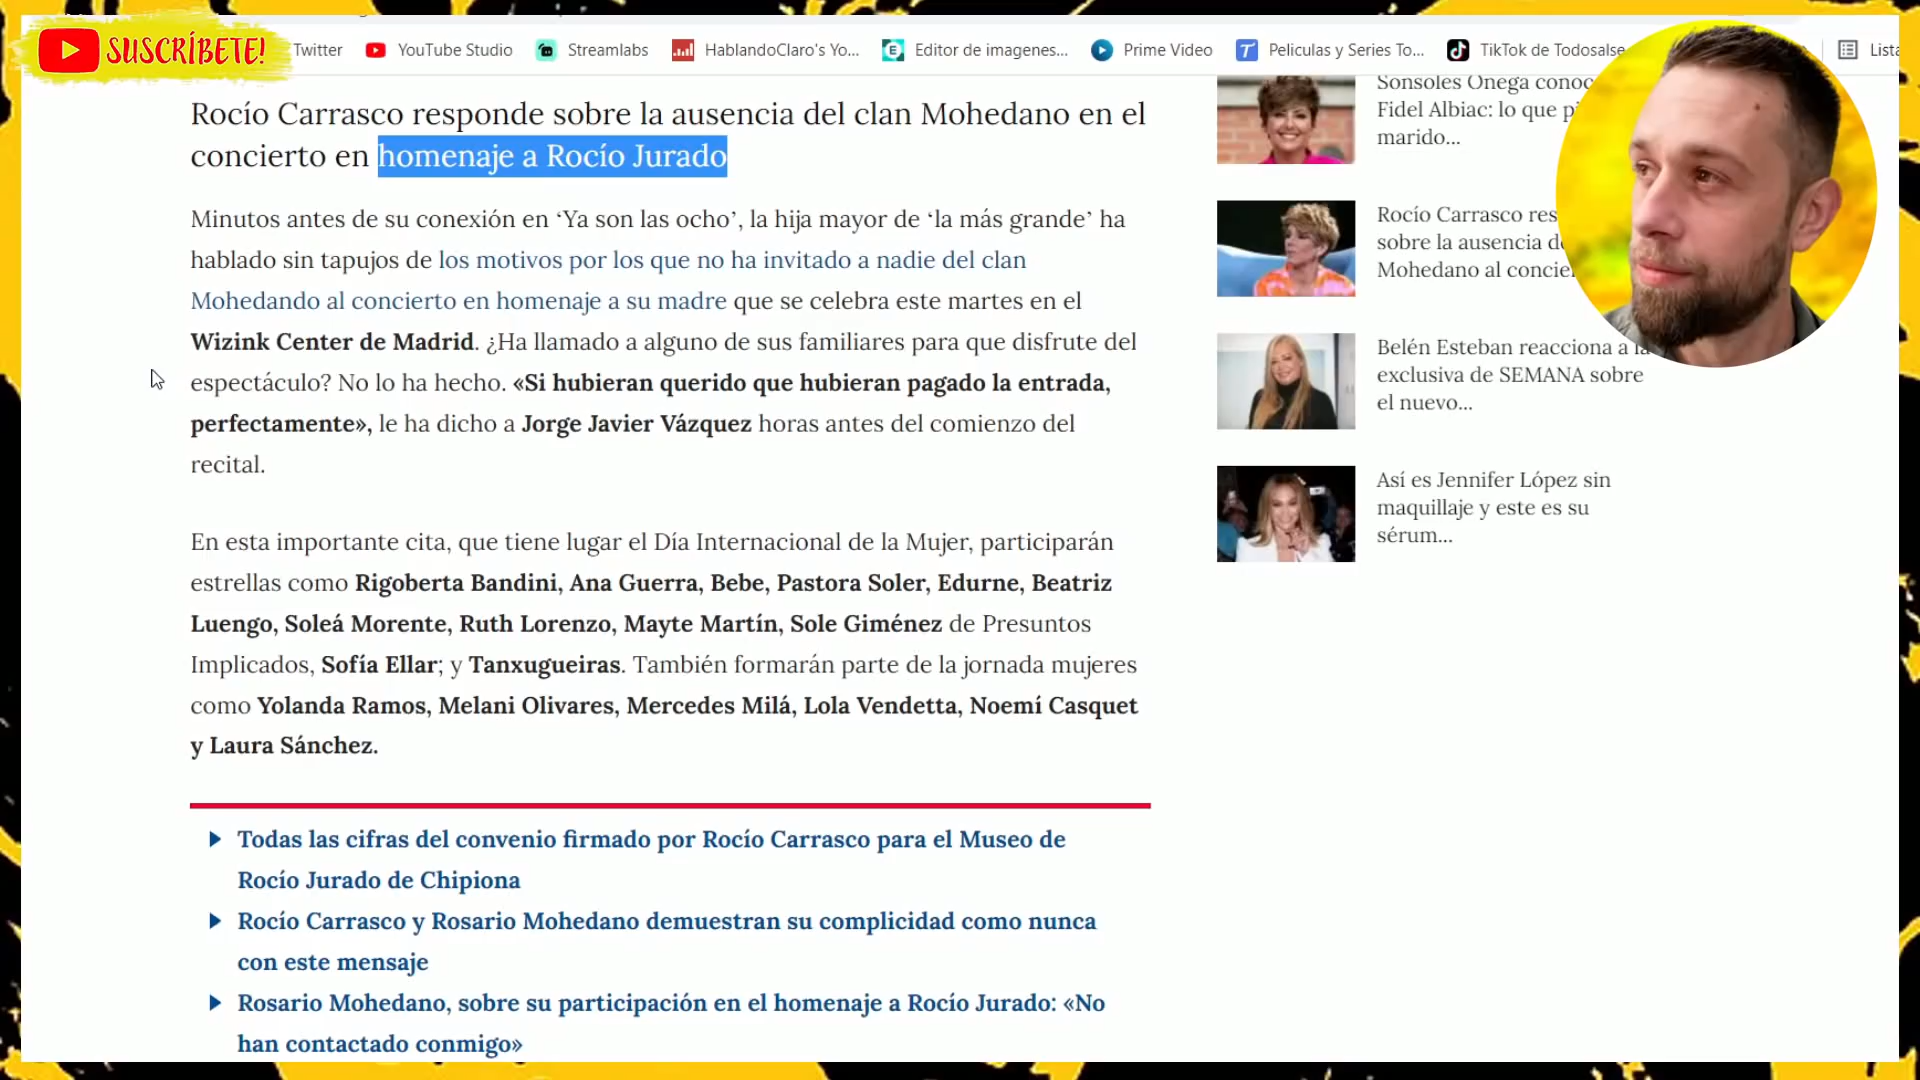 SUSCRÍBETE!
Twitter
YouTube Studio
Streamlabs
HablandoClaro's Yo...
Editor de imagenes...
Prime Video
Peliculas y Series To...
TikTok de Todosalse
Lista
Rocío Carrasco responde sobre la ausencia del clan Mohedano en el
concierto en homenaje a Rocío Jurado
Minutos antes de su conexión en ‘Ya son las ocho’, la hija mayor de ‘la más grande’ ha
hablado sin tapujos de los motivos por los que no ha invitado a nadie del clan
Mohedando al concierto en homenaje a su madre que se celebra este martes en el
Wizink Center de Madrid. ¿Ha llamado a alguno de sus familiares para que disfrute del
espectáculo? No lo ha hecho. «Si hubieran querido que hubieran pagado la entrada,
perfectamente», le ha dicho a Jorge Javier Vázquez horas antes del comienzo del
recital.
En esta importante cita, que tiene lugar el Día Internacional de la Mujer, participarán
estrellas como Rigoberta Bandini, Ana Guerra, Bebe, Pastora Soler, Edurne, Beatriz
Luengo, Soleá Morente, Ruth Lorenzo, Mayte Martín, Sole Giménez de Presuntos
Implicados, Sofía Ellar; y Tanxugueiras. También formarán parte de la jornada mujeres
como Yolanda Ramos, Melani Olivares, Mercedes Milá, Lola Vendetta, Noemí Casquet
y Laura Sánchez.
Todas las cifras del convenio firmado por Rocío Carrasco para el Museo de
Rocío Jurado de Chipiona
Rocío Carrasco y Rosario Mohedano demuestran su complicidad como nunca
con este mensaje
Rosario Mohedano, sobre su participación en el homenaje a Rocío Jurado: «No
han contactado conmigo»
Sonsoles Ónega conoc
Fidel Albiac: lo que pi
marido...
Rocío Carrasco res
sobre la ausencia de
Mohedano al concie
Belén Esteban reacciona a la
exclusiva de SEMANA sobre
el nuevo...
Así es Jennifer López sin
maquillaje y este es su
sérum...